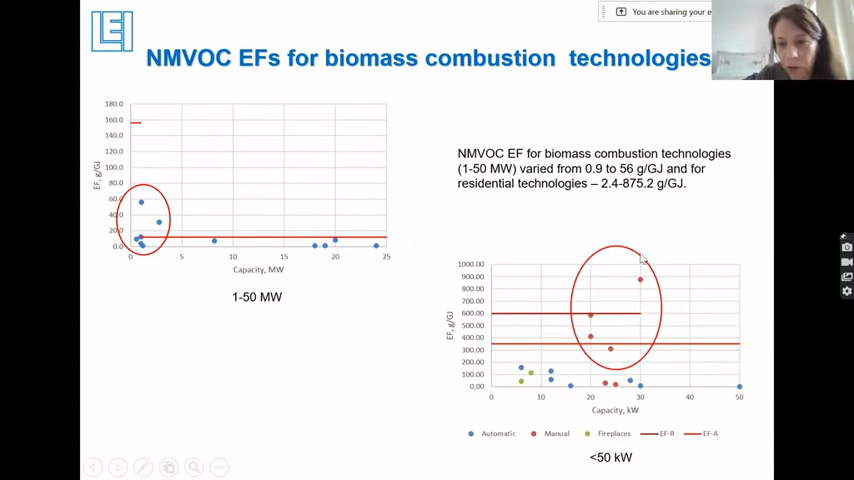 You are sharing your e
LEI
NMVOC EFs for biomass combustion technologies
180.0
160.0
140.0
120.0
100.0
80.0
60.0
40.0
20.0
0.0
EF, g/GJ
0 5 10 15 20 25
Capacity, MW
1-50 MW
NMVOC EF for biomass combustion technologies
(1-50 MW) varied from 0.9 to 56 g/GJ and for
residential technologies – 2.4-875.2 g/GJ.
1000.00
900.00
800.00
700.00
600.00
500.00
400.00
300.00
200.00
100.00
0.00
EF, g/GJ
0 10 20 30 40 50
Capacity, kW
Automatic Manual Fireplaces EF-R EF-A
<50 kW